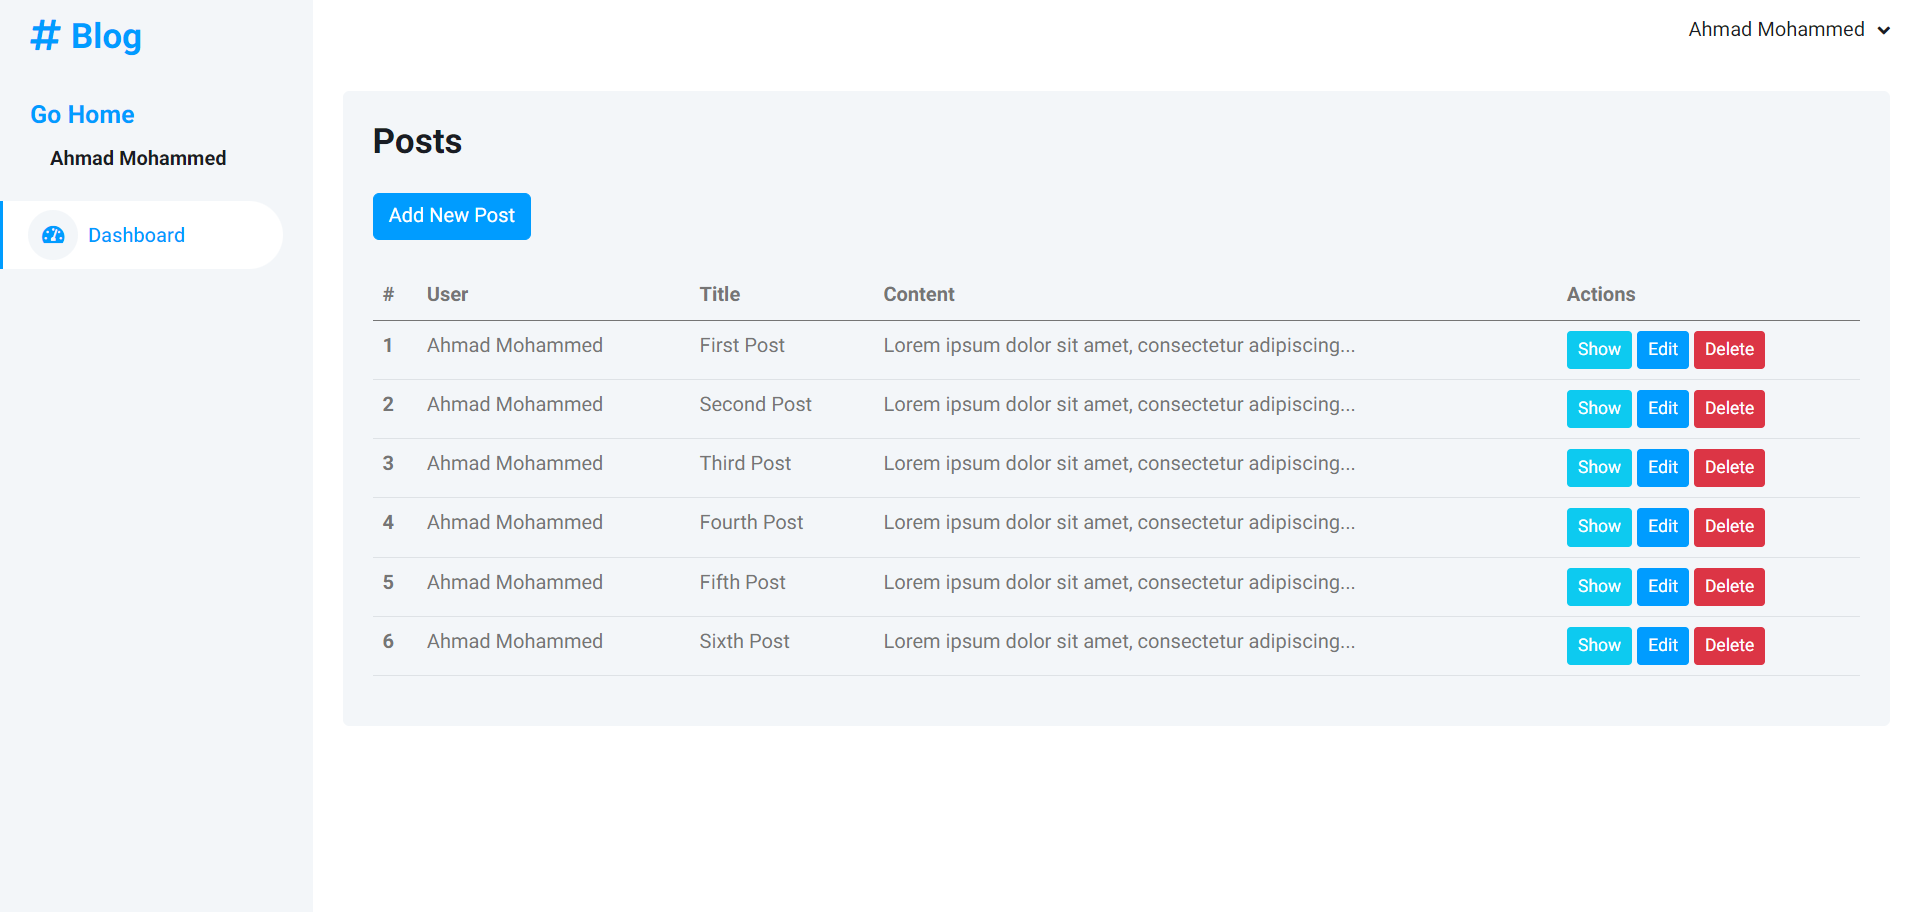 # Blog
Ahmad Mohammed
Go Home
Ahmad Mohammed
Dashboard
Posts
Add New Post
# User Title Content Actions
1 Ahmad Mohammed First Post Lorem ipsum dolor sit amet, consectetur adipiscing... Show Edit Delete
2 Ahmad Mohammed Second Post Lorem ipsum dolor sit amet, consectetur adipiscing... Show Edit Delete
3 Ahmad Mohammed Third Post Lorem ipsum dolor sit amet, consectetur adipiscing... Show Edit Delete
4 Ahmad Mohammed Fourth Post Lorem ipsum dolor sit amet, consectetur adipiscing... Show Edit Delete
5 Ahmad Mohammed Fifth Post Lorem ipsum dolor sit amet, consectetur adipiscing... Show Edit Delete
6 Ahmad Mohammed Sixth Post Lorem ipsum dolor sit amet, consectetur adipiscing... Show Edit Delete